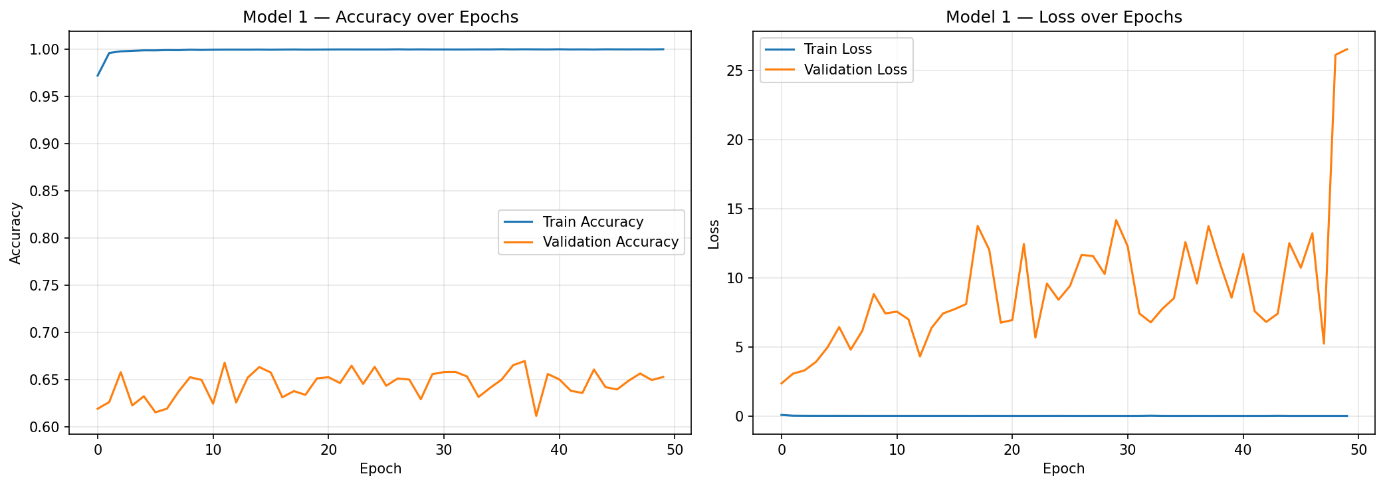 Model 1 — Accuracy over Epochs
Accuracy
1.00
0.95
0.90
0.85
0.80
0.75
0.70
0.65
0.60
Train Accuracy
Validation Accuracy
0
10
20
30
40
50
Epoch
Model 1 — Loss over Epochs
Loss
25
20
15
10
5
0
Train Loss
Validation Loss
0
10
20
30
40
50
Epoch